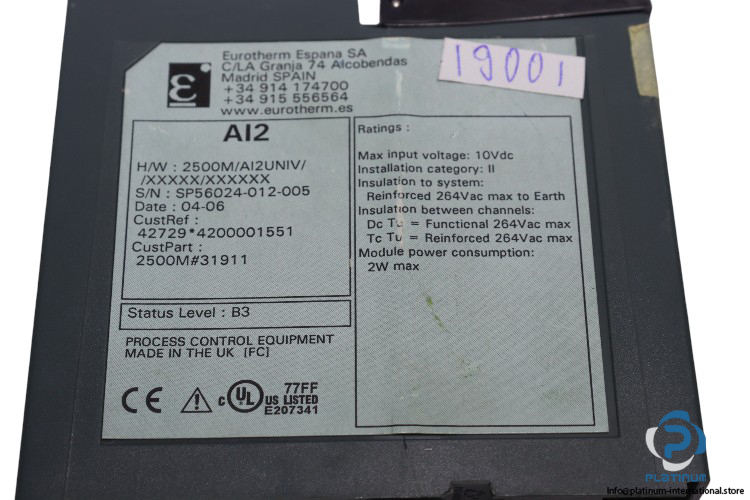 Eurotherm Espana SA
C/LA Granja 74 Alcobendas
Madrid SPAIN
+34 914 174700
+34 915 556564
www.eurotherm.es
19001
AI2
H/W : 2500M/AI2UNIV/
/XXXXX/XXXXXX
S/N : SP56024-012-005
Date : 04-06
CustRef :
42729*4200001551
CustPart :
2500M#31911
Status Level : B3
PROCESS CONTROL EQUIPMENT
MADE IN THE UK [FC]
CE
c UL US LISTED
77FF
E207341
Ratings :
Max input voltage: 10Vdc
Installation category: II
Insulation to system:
Reinforced 264Vac max to Earth
Insulation between channels:
Dc Tu = Functional 264Vac max
Tc Tu = Reinforced 264Vac max
Module power consumption:
2W max
PLATINUM
Info@platinum-international.store